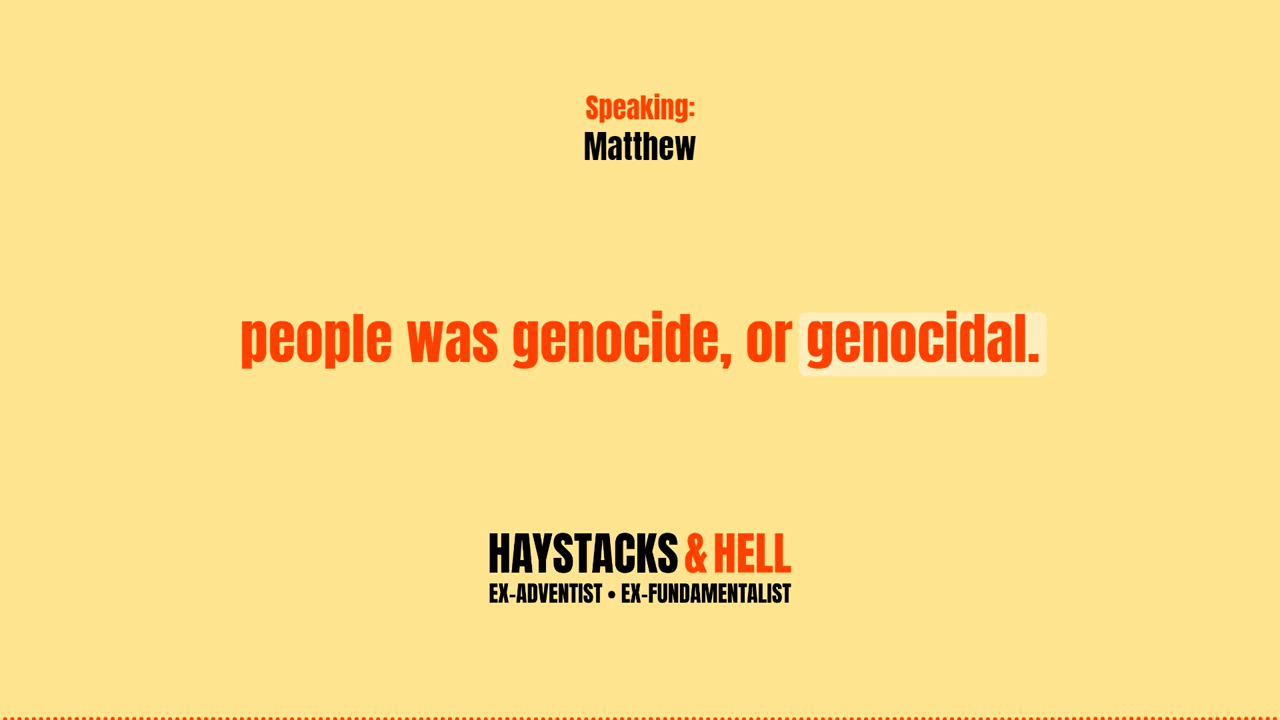 Speaking:
Matthew
people was genocide, or genocidal.
HAYSTACKS & HELL
EX-ADVENTIST • EX-FUNDAMENTALIST